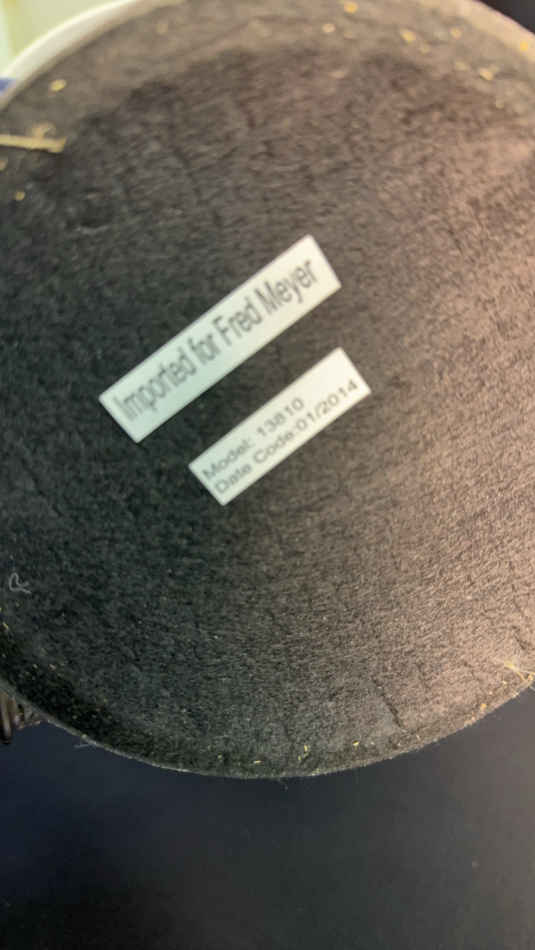 Imported for Fred Meyer
Model: 13810
Date Code:01/2014